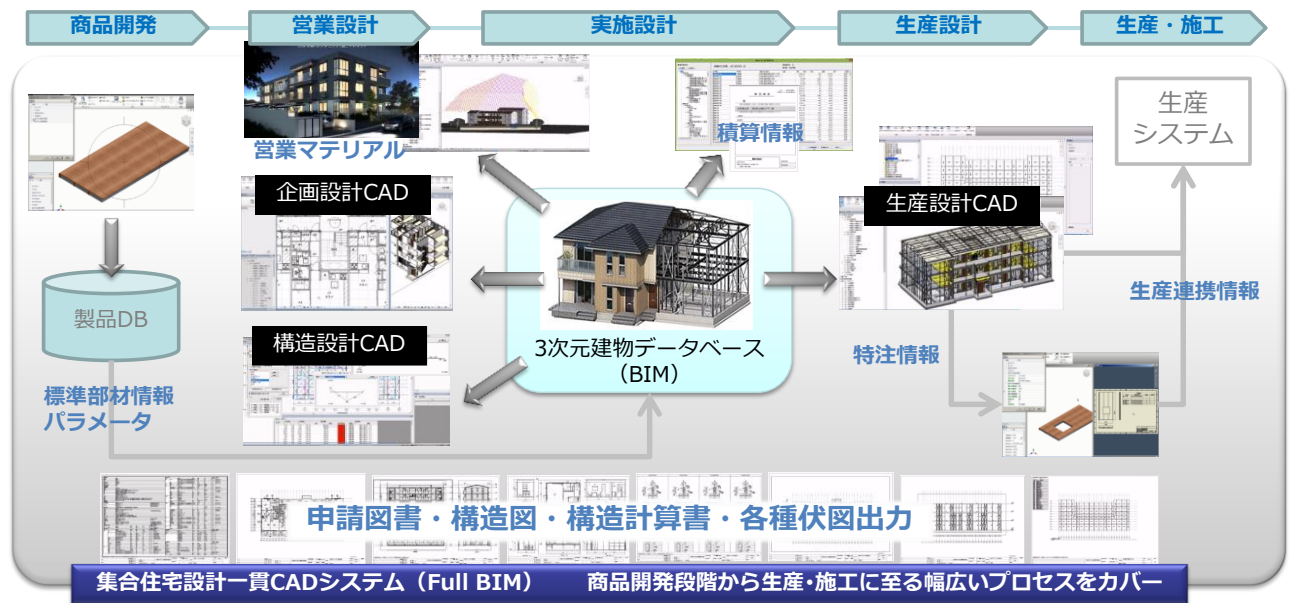 商品開発
営業設計
実施設計
生産設計
生産・施工
営業マテリアル
積算情報
生産
システム
企画設計CAD
生産設計CAD
製品DB
構造設計CAD
3次元建物データベース
（BIM）
生産連携情報
特注情報
標準部材情報
パラメータ
申請図書・構造図・構造計算書・各種伏図出力
集合住宅設計一貫CADシステム（Full BIM）　　商品開発段階から生産・施工に至る幅広いプロセスをカバー